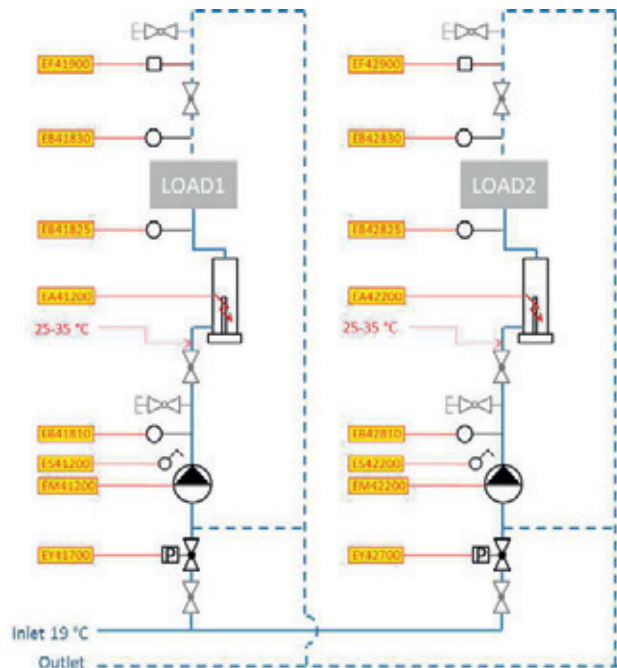 EF41900
EF42900
EB41830
EB42830
LOAD1
LOAD2
EB41825
EB42825
EA41200
EA42200
25-35 °C
25-35 °C
EB41810
EB42810
ES41200
ES42200
EM41200
EM42200
EY41700
P
EY42700
P
Inlet 19 °C
Outlet